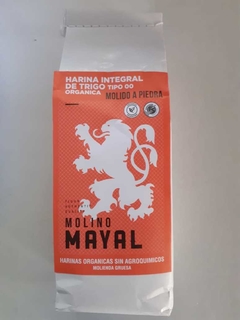 HARINA INTEGRAL
DE TRIGO TIPO 00
ORGANICA
MOLIDO A PIEDRA
MOLINO
MAYAL
HARINAS ORGANICAS SIN AGROQUIMICOS
MOLIENDA GRUESA